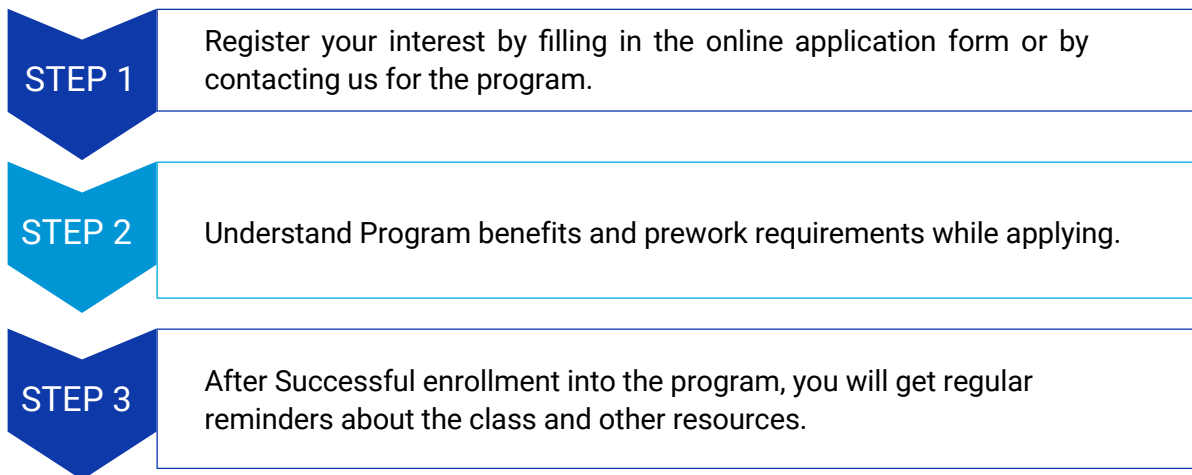 STEP 1
Register your interest by filling in the online application form or by
contacting us for the program.
STEP 2
Understand Program benefits and prework requirements while applying.
STEP 3
After Successful enrollment into the program, you will get regular
reminders about the class and other resources.